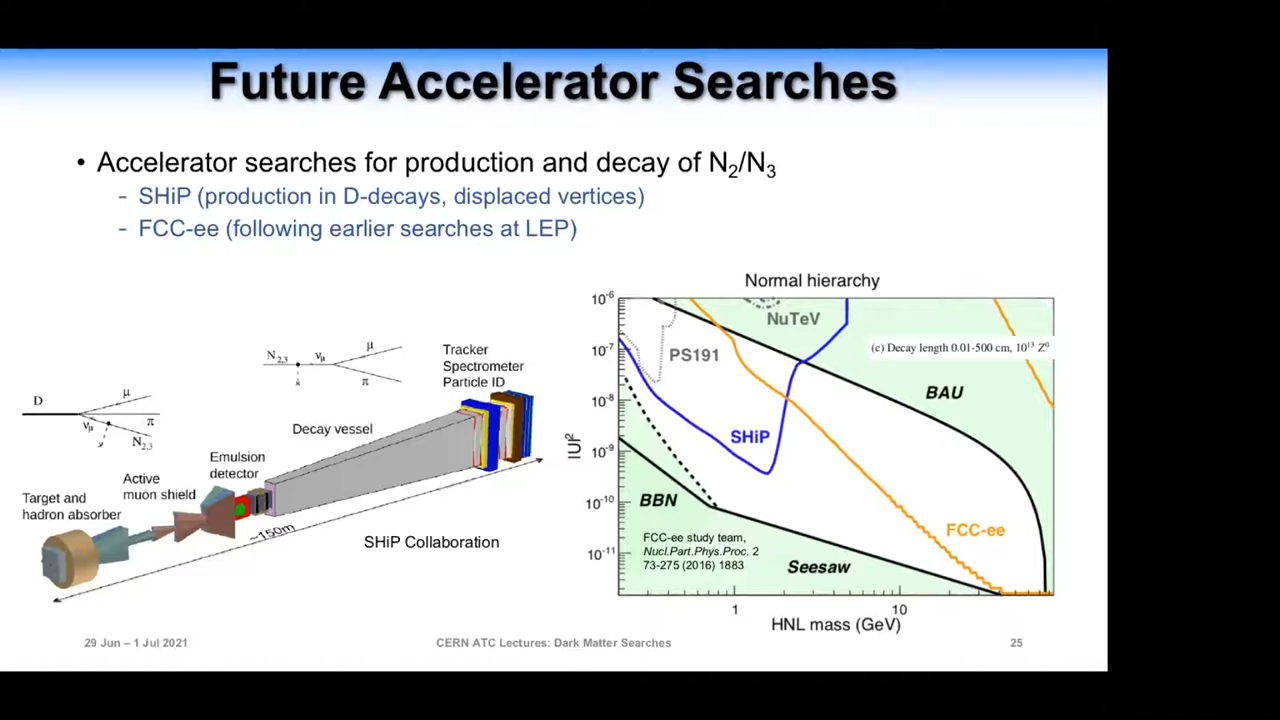 Future Accelerator Searches
• Accelerator searches for production and decay of N₂/N₃
- SHiP (production in D-decays, displaced vertices)
- FCC-ee (following earlier searches at LEP)
D
μ
π
νμ
N₂,₃
N₂,₃
νμ
μ
π
Tracker
Spectrometer
Particle ID
Decay vessel
Emulsion
detector
Active
muon shield
Target and
hadron absorber
~150m
SHiP Collaboration
Normal hierarchy
10⁻⁶
10⁻⁷
10⁻⁸
10⁻⁹
10⁻¹⁰
10⁻¹¹
|U|²
NuTeV
PS191
(c) Decay length 0.01-500 cm, 10¹³ Z⁰
BAU
SHiP
BBN
FCC-ee
FCC-ee study team,
Nucl.Part.Phys.Proc. 2
73-275 (2016) 1883
Seesaw
1
10
HNL mass (GeV)
29 Jun – 1 Jul 2021
CERN ATC Lectures: Dark Matter Searches
25